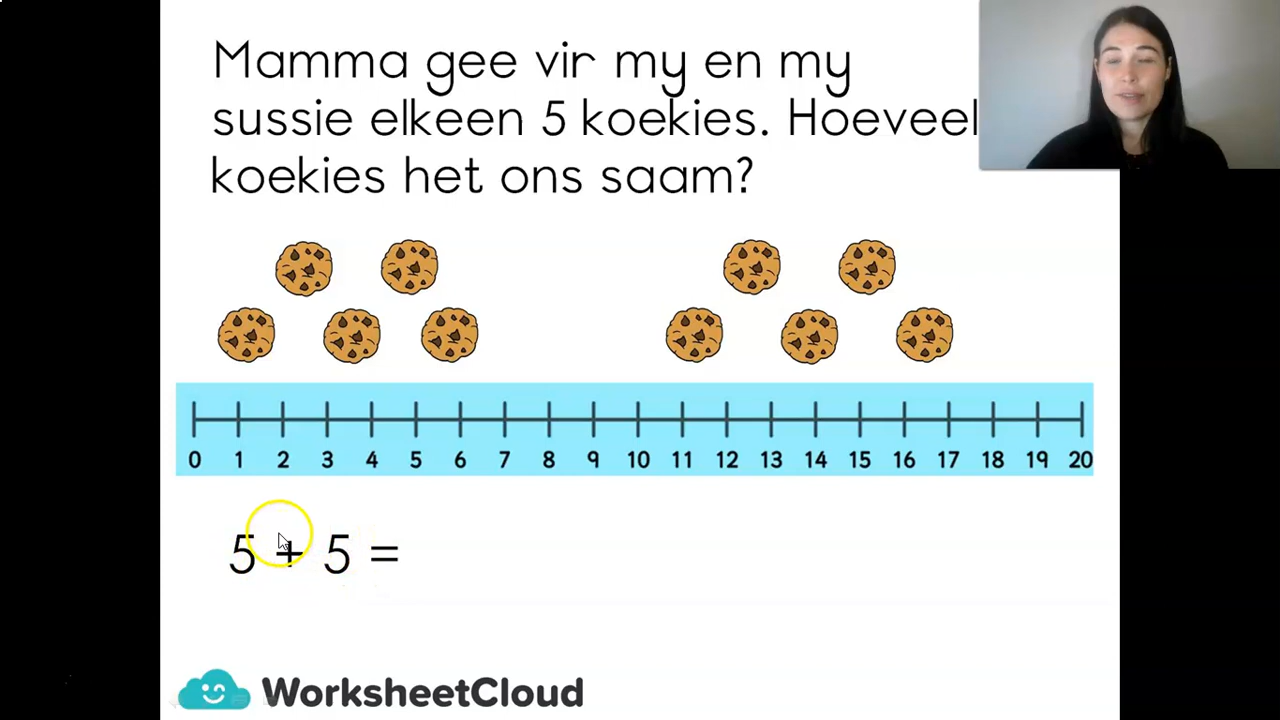 Mamma gee vir my en my
sussie elkeen 5 koekies. Hoeveel
koekies het ons saam?
0 1 2 3 4 5 6 7 8 9 10 11 12 13 14 15 16 17 18 19 20
5 + 5 =
WorksheetCloud